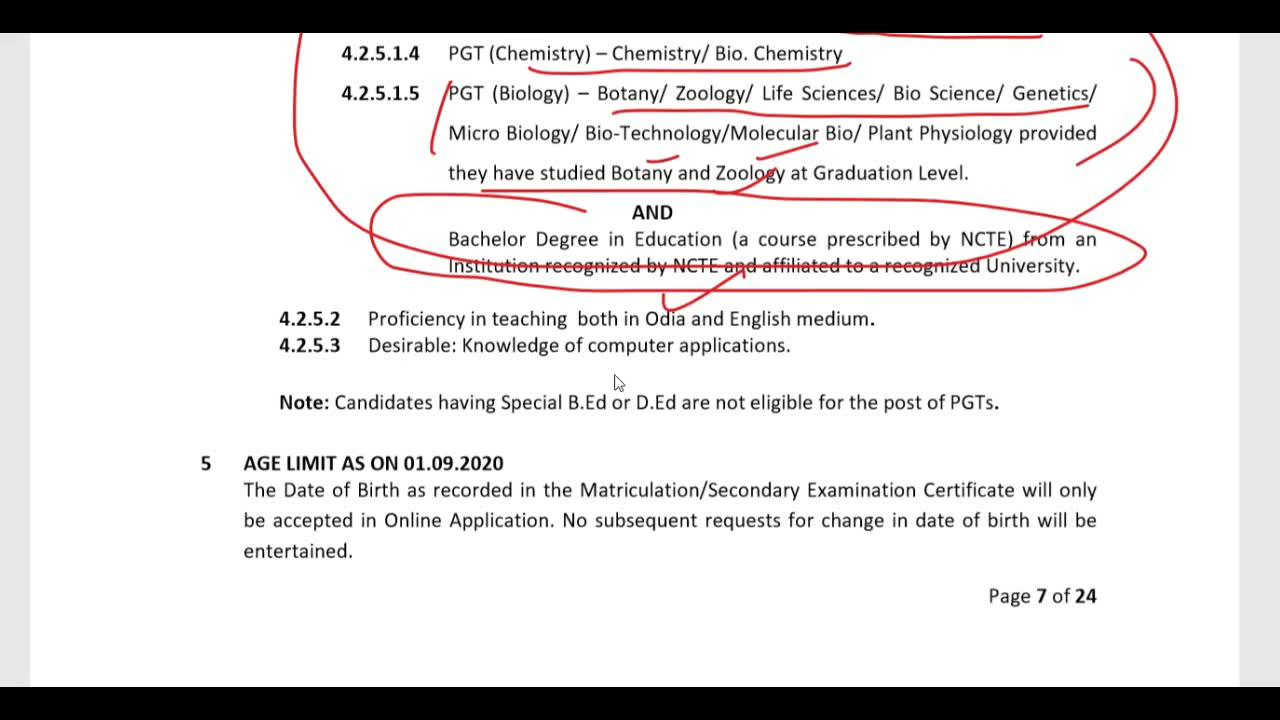 4.2.5.1.4 PGT (Chemistry) – Chemistry/ Bio. Chemistry
4.2.5.1.5 PGT (Biology) – Botany/ Zoology/ Life Sciences/ Bio Science/ Genetics/
Micro Biology/ Bio-Technology/Molecular Bio/ Plant Physiology provided
they have studied Botany and Zoology at Graduation Level.
AND
Bachelor Degree in Education (a course prescribed by NCTE) from an
Institution recognized by NCTE and affiliated to a recognized University.
4.2.5.2 Proficiency in teaching both in Odia and English medium.
4.2.5.3 Desirable: Knowledge of computer applications.
Note: Candidates having Special B.Ed or D.Ed are not eligible for the post of PGTs.
5 AGE LIMIT AS ON 01.09.2020
The Date of Birth as recorded in the Matriculation/Secondary Examination Certificate will only
be accepted in Online Application. No subsequent requests for change in date of birth will be
entertained.
Page 7 of 24